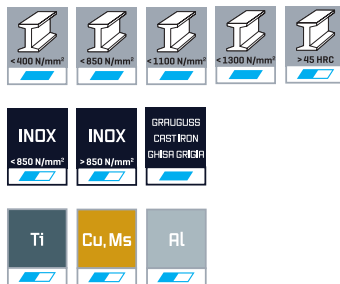 <400 N/mm² <850 N/mm² <1100 N/mm² <1300 N/mm² >45 HRC
INOX INOX GRAUGUSS
CAST IRON
GHISA GRIGIA
<850 N/mm² >850 N/mm²
Ti Cu, Ms Al